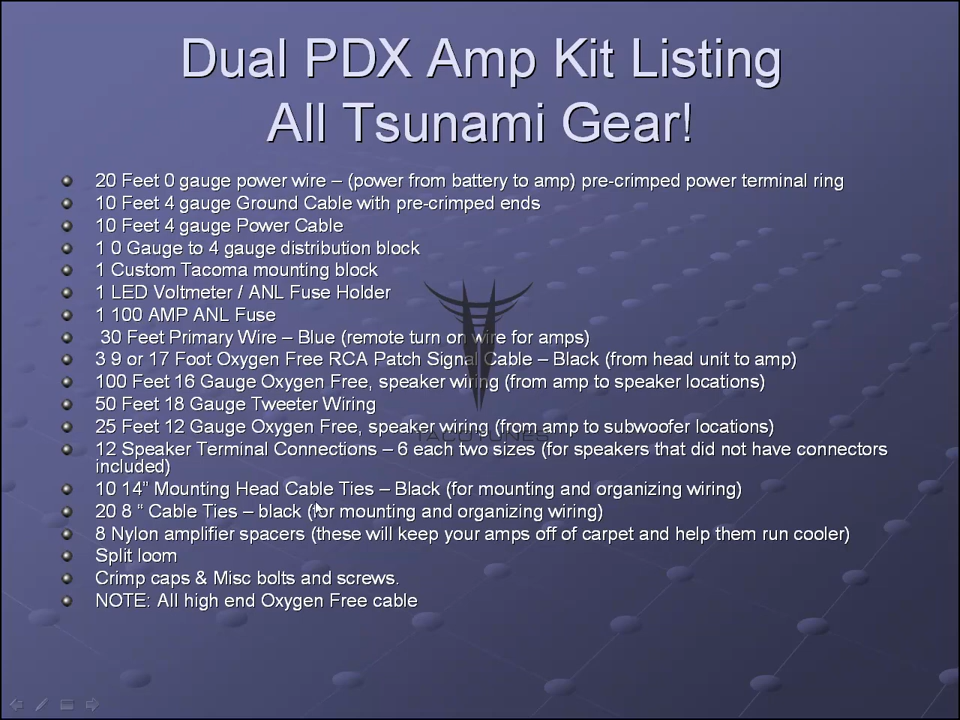 Dual PDX Amp Kit Listing
All Tsunami Gear!
20 Feet 0 gauge power wire – (power from battery to amp) pre-crimped power terminal ring
10 Feet 4 gauge Ground Cable with pre-crimped ends
10 Feet 4 gauge Power Cable
1 0 Gauge to 4 gauge distribution block
1 Custom Tacoma mounting block
1 LED Voltmeter / ANL Fuse Holder
1 100 AMP ANL Fuse
30 Feet Primary Wire – Blue (remote turn on wire for amps)
3 9 or 17 Foot Oxygen Free RCA Patch Signal Cable – Black (from head unit to amp)
100 Feet 16 Gauge Oxygen Free, speaker wiring (from amp to speaker locations)
50 Feet 18 Gauge Tweeter Wiring
25 Feet 12 Gauge Oxygen Free, speaker wiring (from amp to subwoofer locations)
TACOTUNES
12 Speaker Terminal Connections – 6 each two sizes (for speakers that did not have connectors
included)
10 14” Mounting Head Cable Ties – Black (for mounting and organizing wiring)
20 8 “ Cable Ties – black (for mounting and organizing wiring)
8 Nylon amplifier spacers (these will keep your amps off of carpet and help them run cooler)
Split loom
Crimp caps & Misc bolts and screws.
NOTE: All high end Oxygen Free cable